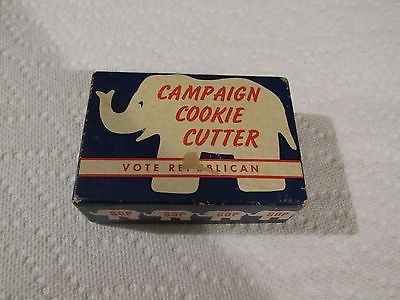 CAMPAIGN
COOKIE
CUTTER
VOTE REPUBLICAN
GOP GOP GOP GOP